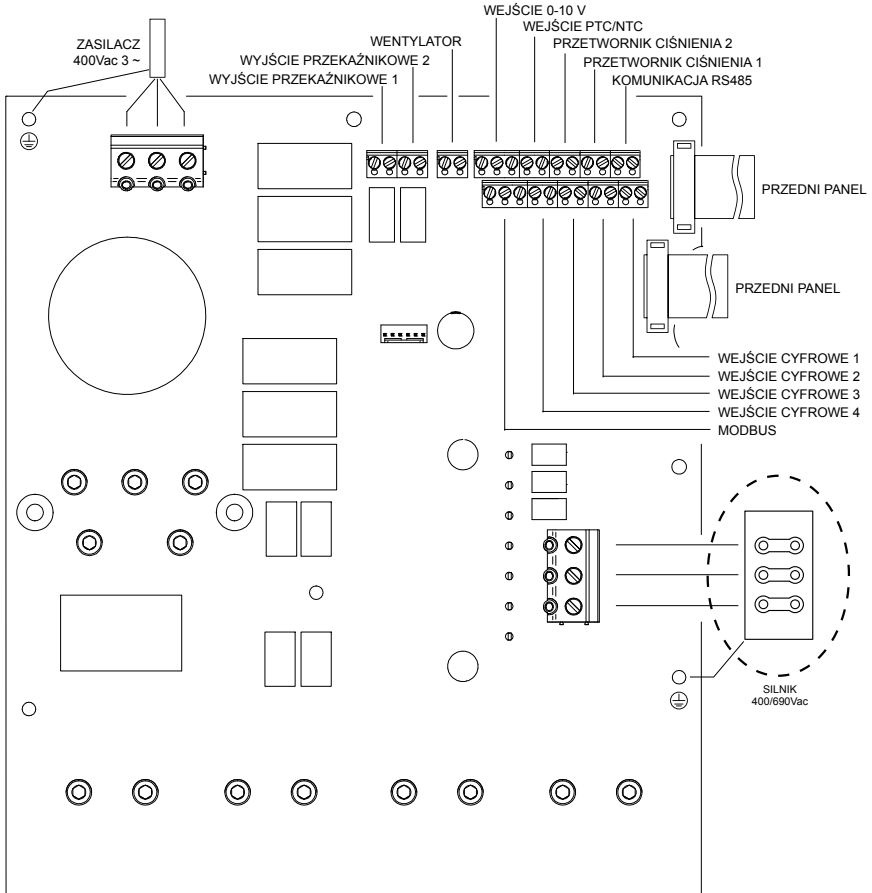 WEJŚCIE 0-10 V
WEJŚCIE PTC/NTC
ZASILACZ
400Vac 3 ~
WENTYLATOR
PRZETWORNIK CIŚNIENIA 2
WYJŚCIE PRZEKAŹNIKOWE 2
PRZETWORNIK CIŚNIENIA 1
WYJŚCIE PRZEKAŹNIKOWE 1
KOMUNIKACJA RS485
PRZEDNI PANEL
PRZEDNI PANEL
WEJŚCIE CYFROWE 1
WEJŚCIE CYFROWE 2
WEJŚCIE CYFROWE 3
WEJŚCIE CYFROWE 4
MODBUS
SILNIK
400/690Vac